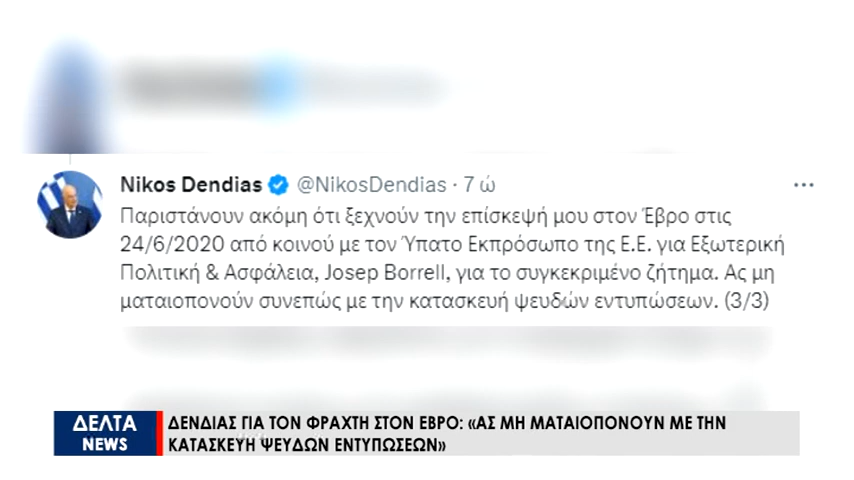 Nikos Dendias @NikosDendias · 7 ώ ...
Παριστάνουν ακόμη ότι ξεχνούν την επίσκεψή μου στον Έβρο στις
24/6/2020 από κοινού με τον Ύπατο Εκπρόσωπο της Ε.Ε. για Εξωτερική
Πολιτική & Ασφάλεια, Josep Borrell, για το συγκεκριμένο ζήτημα. Ας μη
ματαιοπονούν συνεπώς με την κατασκευή ψευδών εντυπώσεων. (3/3)
ΔΕΛΤΑ
NEWS
ΔΕΝΔΙΑΣ ΓΙΑ ΤΟΝ ΦΡΑΧΤΗ ΣΤΟΝ ΕΒΡΟ: «ΑΣ ΜΗ ΜΑΤΑΙΟΠΟΝΟΥΝ ΜΕ ΤΗΝ
ΚΑΤΑΣΚΕΥΗ ΨΕΥΔΩΝ ΕΝΤΥΠΩΣΕΩΝ»